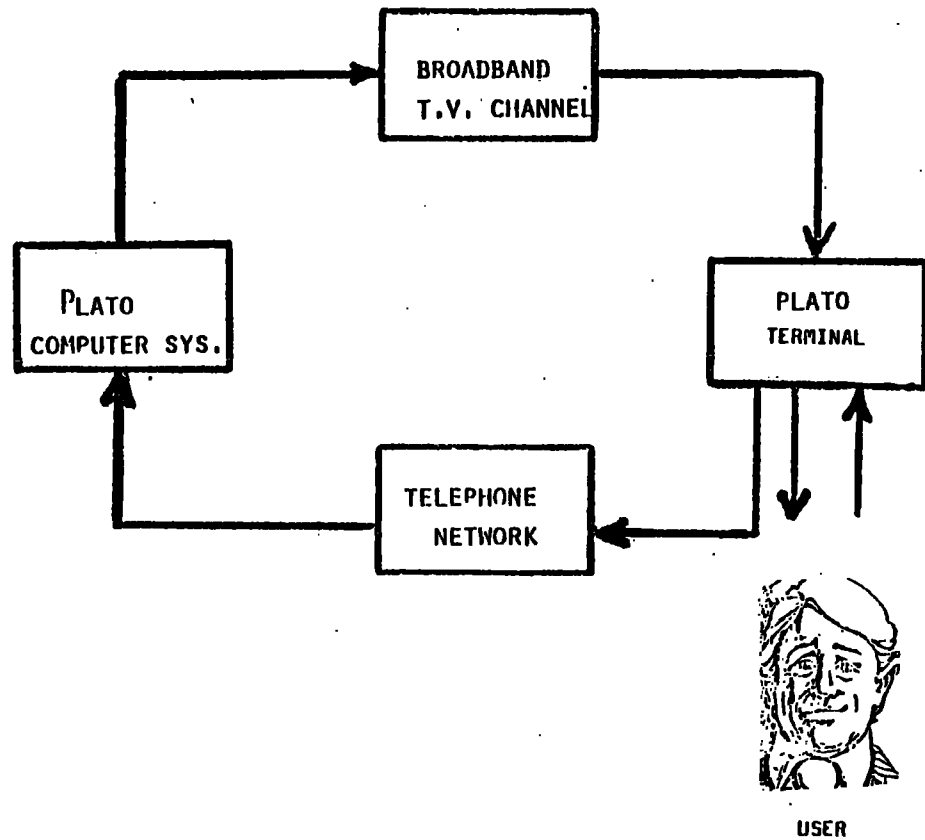 BROADBAND
T.V. CHANNEL
PLATO
COMPUTER SYS.
PLATO
TERMINAL
TELEPHONE
NETWORK
USER